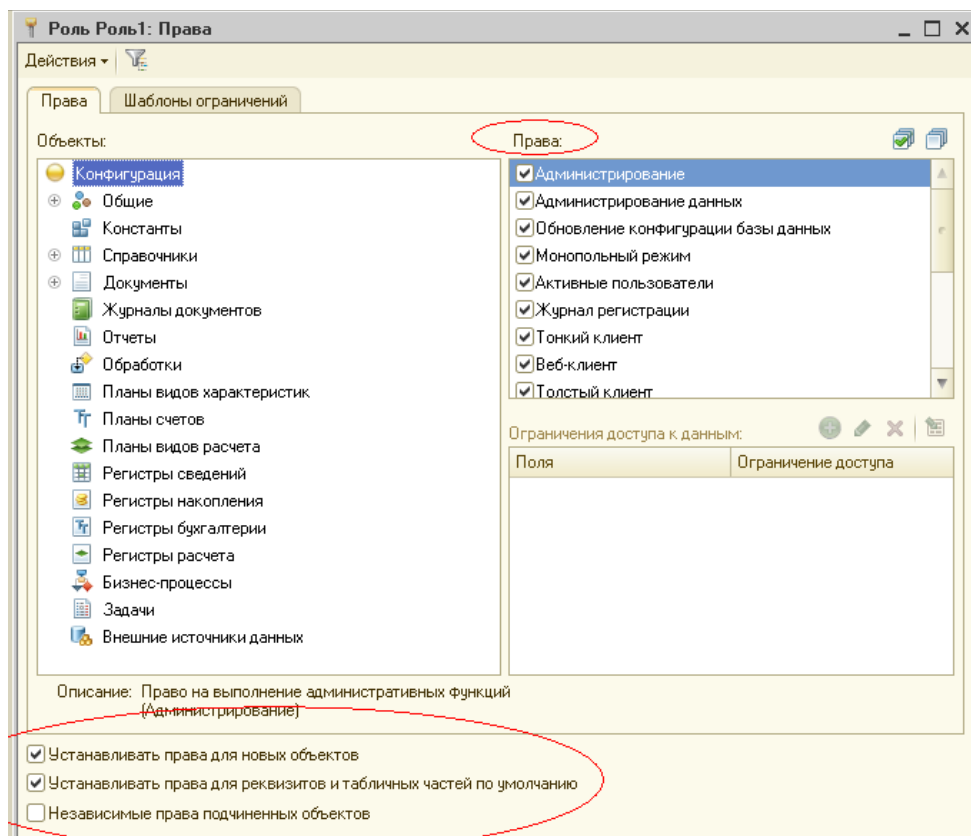 Роль Роль1: Права
Действия
Права
Шаблоны ограничений
Объекты:
Права:
Конфигурация
Общие
Константы
Справочники
Документы
Журналы документов
Отчеты
Обработки
Планы видов характеристик
Планы счетов
Планы видов расчета
Регистры сведений
Регистры накопления
Регистры бухгалтерии
Регистры расчета
Бизнес-процессы
Задачи
Внешние источники данных
Администрирование
Администрирование данных
Обновление конфигурации базы данных
Монопольный режим
Активные пользователи
Журнал регистрации
Тонкий клиент
Веб-клиент
Толстый клиент
Ограничения доступа к данным:
Поля
Ограничение доступа
Описание: Право на выполнение административных функций
(Администрирование)
Устанавливать права для новых объектов
Устанавливать права для реквизитов и табличных частей по умолчанию
Независимые права подчиненных объектов